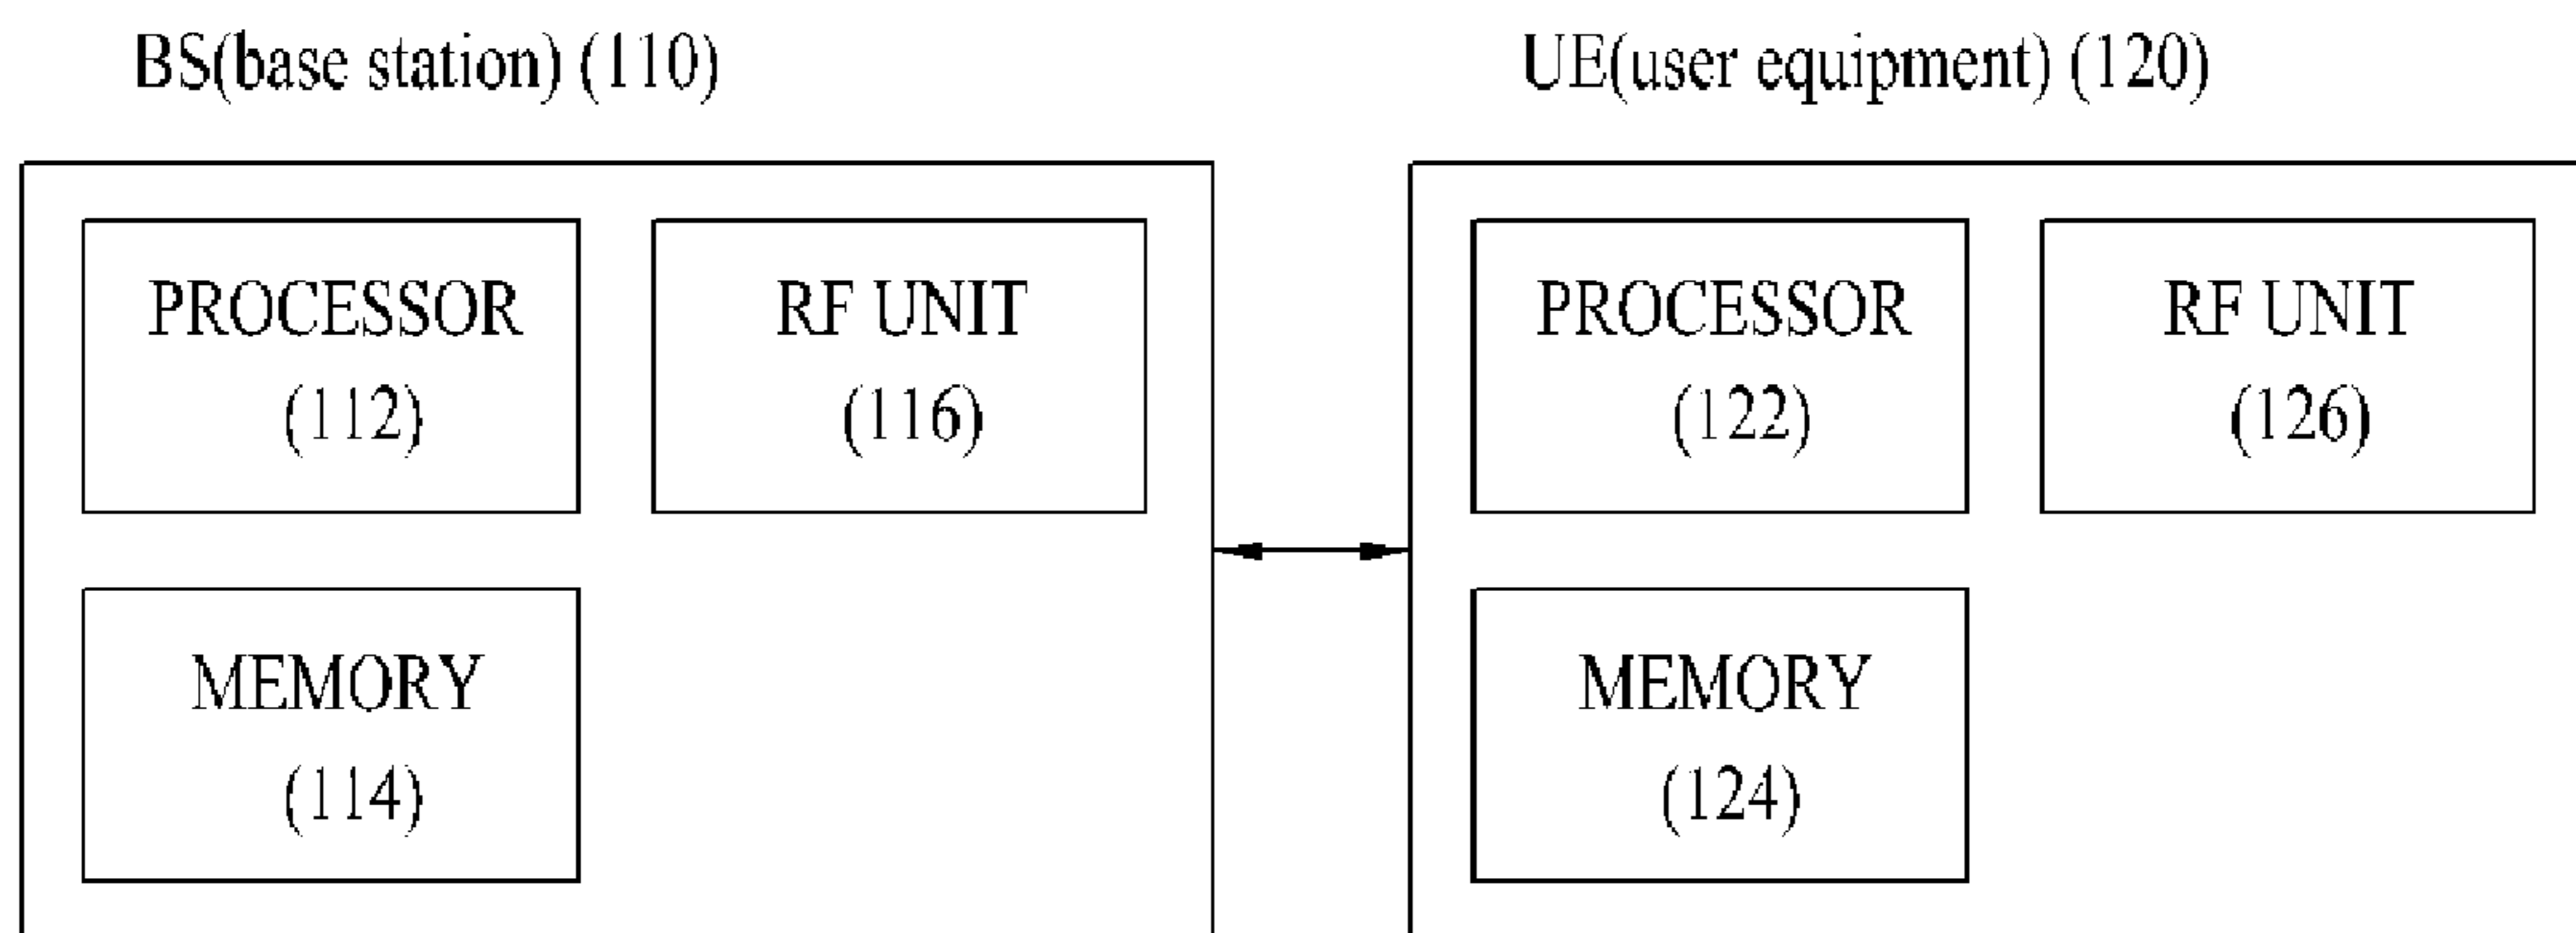 BS(base station) (110)
UE(user equipment) (120)
PROCESSOR
(112)
RF UNIT
(116)
PROCESSOR
(122)
RF UNIT
(126)
MEMORY
(114)
MEMORY
(124)